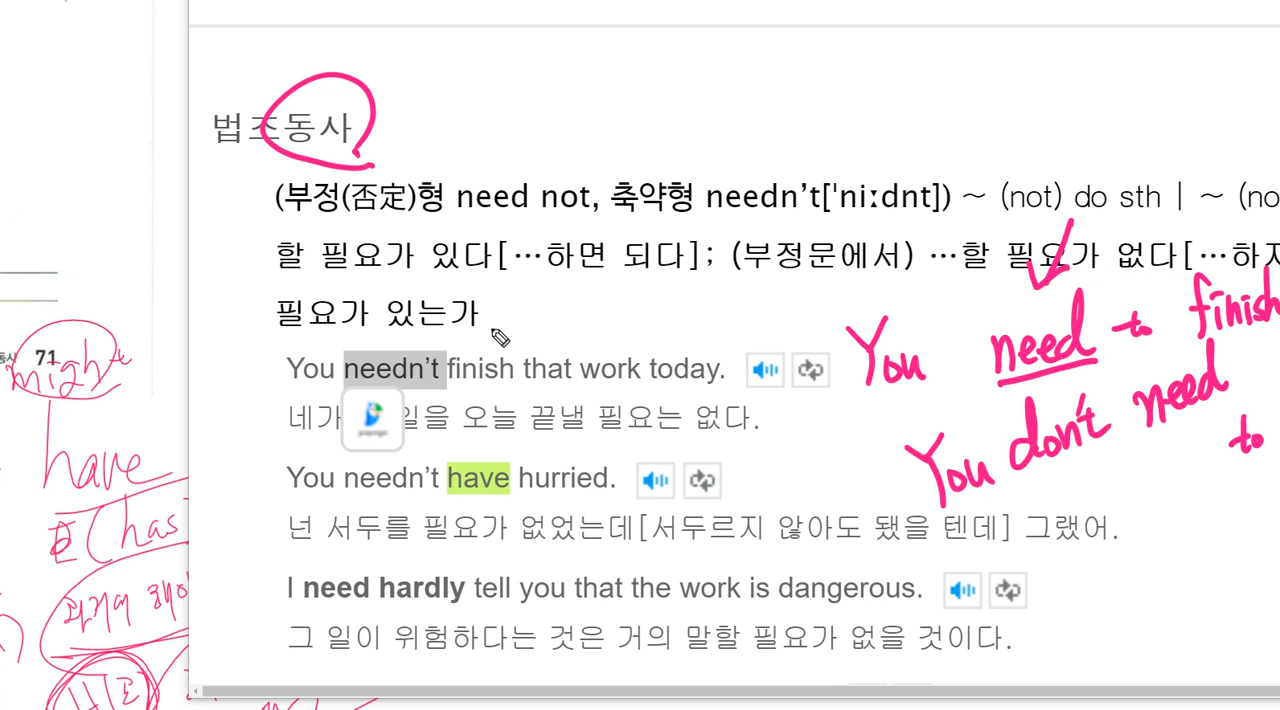 법조동사
(부정(否定)형 need not, 축약형 needn't['niːdnt]) ~ (not) do sth | ~ (no
할 필요가 있다[…하면 되다]; (부정문에서) …할 필요가 없다[…하지
필요가 있는가
You needn't finish that work today.
네가 일을 오늘 끝낼 필요는 없다.
You needn't have hurried.
넌 서두를 필요가 없었는데[서두르지 않아도 됐을 텐데] 그랬어.
I need hardly tell you that the work is dangerous.
그 일이 위험하다는 것은 거의 말할 필요가 없을 것이다.
You need to finish
You don't need to
동사 71
might
have
(has
과거에